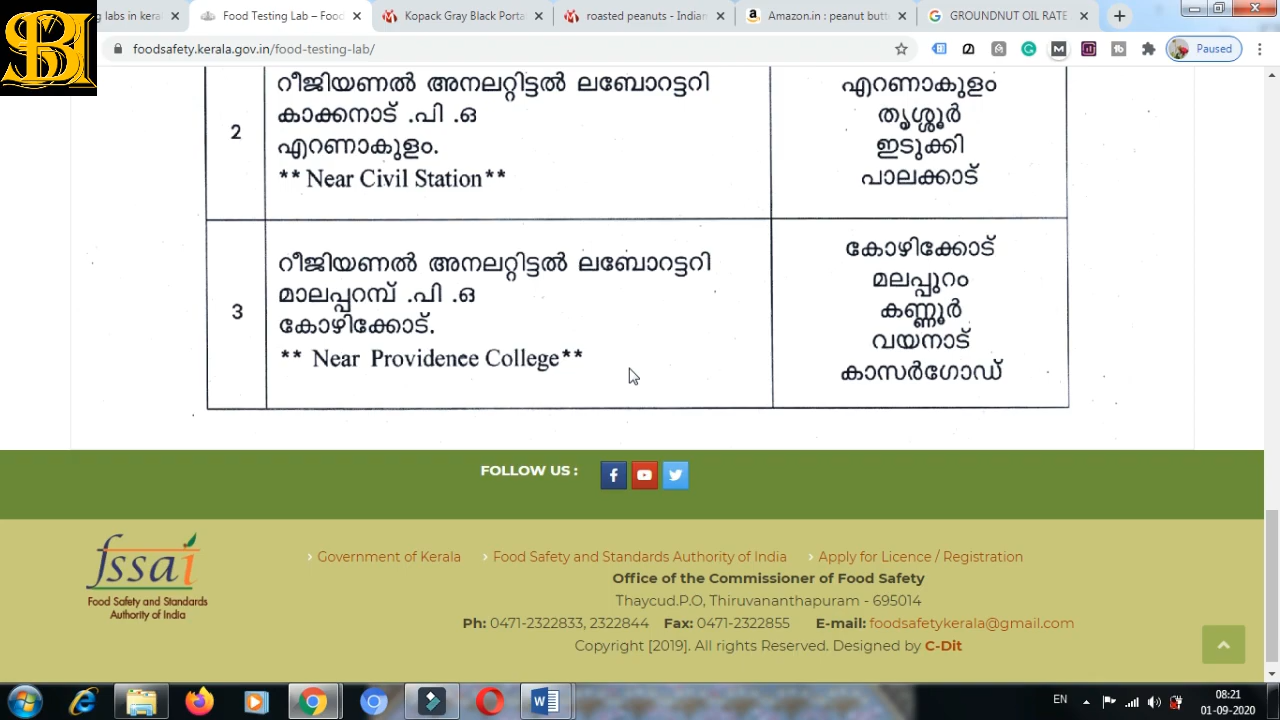 g labs in kera
Food Testing Lab – Foo
Kopack Gray Black Porta
roasted peanuts - Indian
Amazon.in : peanut butt
GROUNDNUT OIL RATE
foodsafety.kerala.gov.in/food-testing-lab/
Paused
2
റീജിയണൽ അനലറ്റിട്ടൽ ലബോറട്ടറി
കാക്കനാട് .പി .ഒ
എറണാകുളം.
** Near Civil Station**
എറണാകുളം
തൃശ്ശൂർ
ഇടുക്കി
പാലക്കാട്
3
റീജിയണൽ അനലറ്റിട്ടൽ ലബോറട്ടറി
മാലപ്പറമ്പ് .പി .ഒ
കോഴിക്കോട്.
** Near Providence College**
കോഴിക്കോട്
മലപ്പുറം
കണ്ണൂർ
വയനാട്
കാസർഗോഡ്
FOLLOW US :
fssai
Food Safety and Standards
Authority of India
Government of Kerala
Food Safety and Standards Authority of India
Apply for Licence / Registration
Office of the Commissioner of Food Safety
Thaycud.P.O, Thiruvananthapuram - 695014
Ph: 0471-2322833, 2322844 Fax: 0471-2322855 E-mail: foodsafetykerala@gmail.com
Copyright [2019]. All rights Reserved. Designed by C-Dit
EN
08:21
01-09-2020